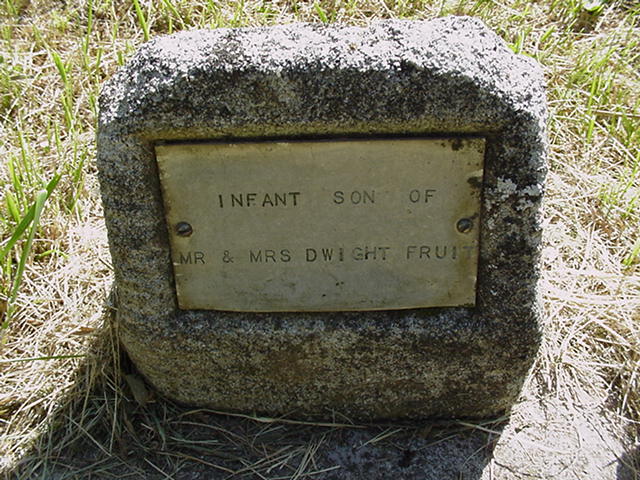 INFANT SON OF
MR & MRS DWIGHT FRUIT